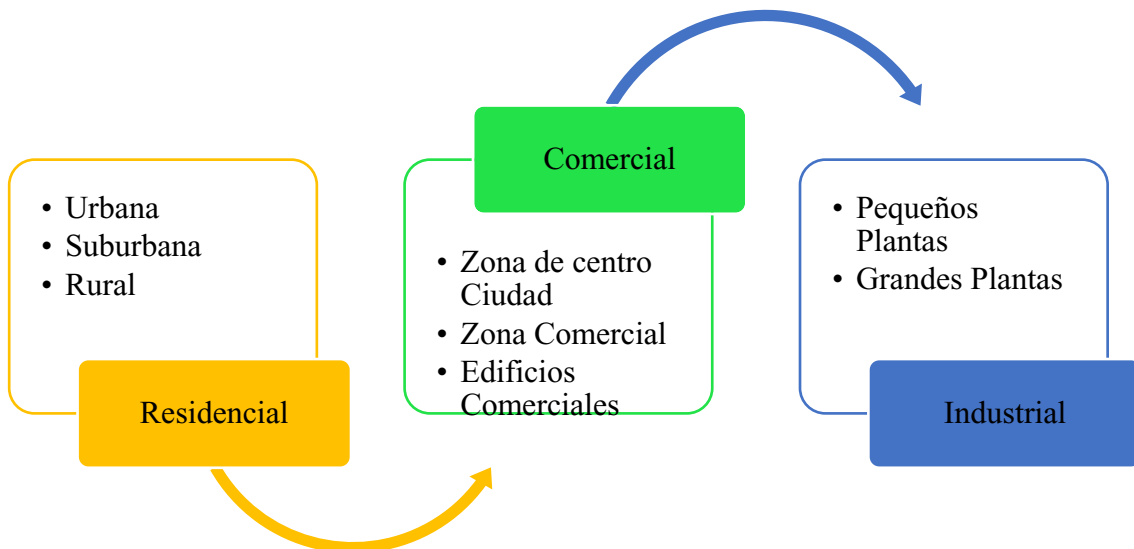 • Urbana
• Suburbana
• Rural
Residencial
Comercial
• Zona de centro
Ciudad
• Zona Comercial
• Edificios
Comerciales
• Pequeños
Plantas
• Grandes Plantas
Industrial